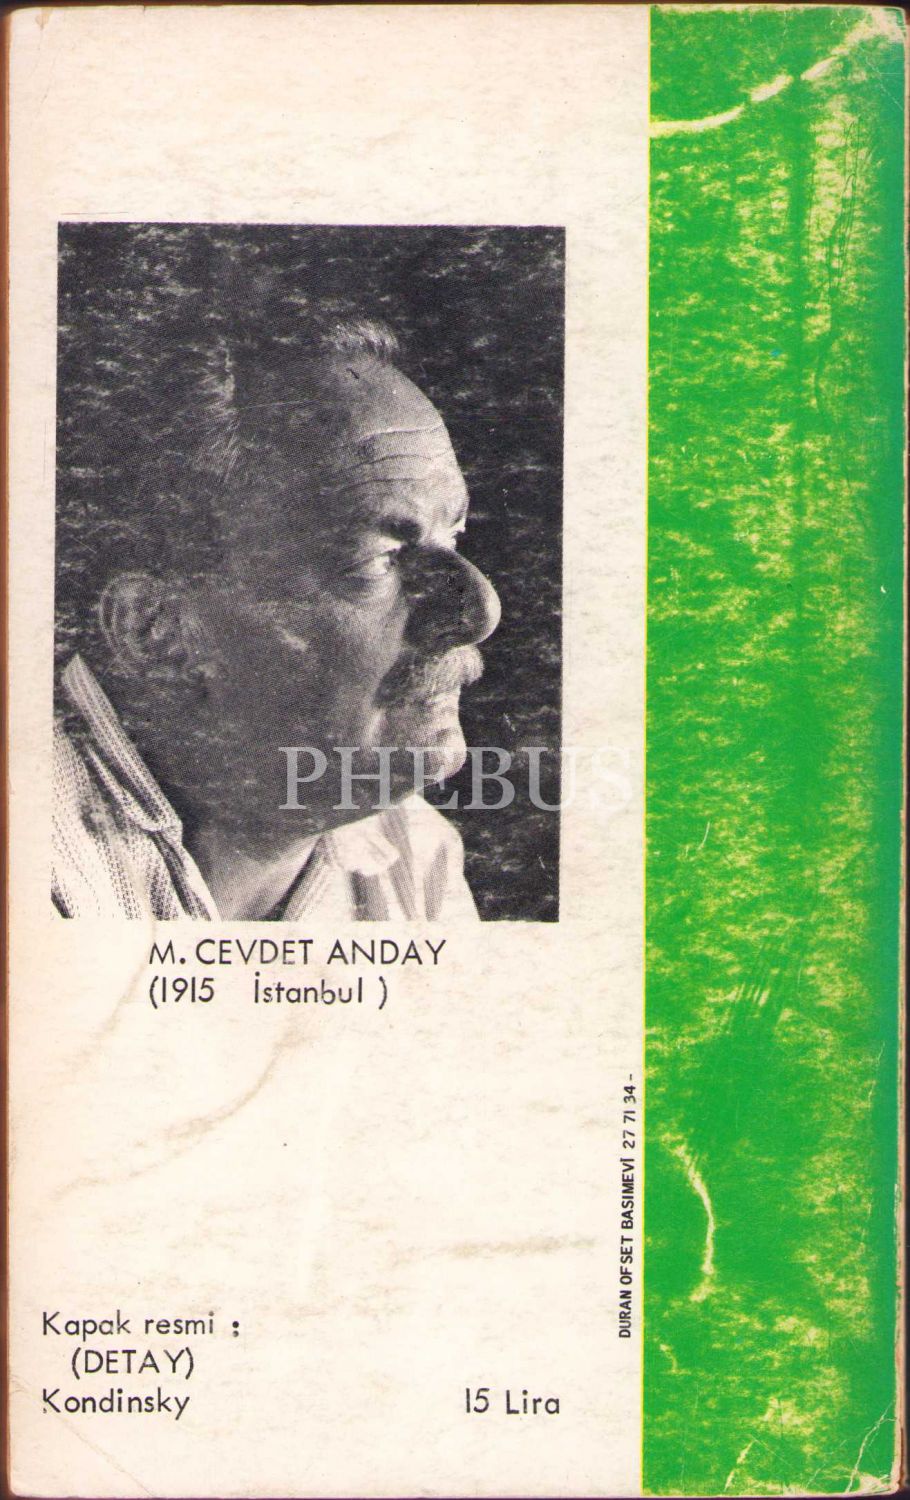 PHEBUS
M. CEVDET ANDAY
(1915 İstanbul )
DURAN OFSET BASIMEVİ 27 71 34 -
Kapak resmi :
(DETAY)
Kondinsky
15 Lira